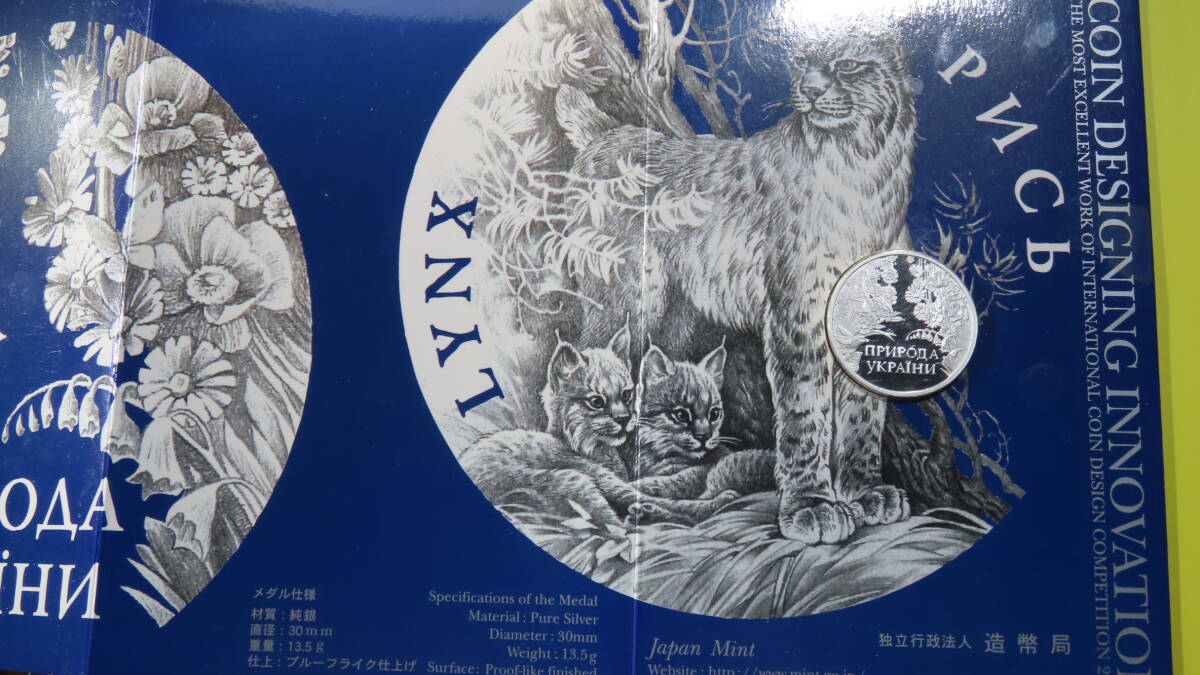 ОДА
ЇНИ
LYNX
РИСЬ
ПРИРОДА
УКРАЇНИ
COIN DESIGNING INNOVATION
THE MOST EXCELLENT WORK OF INTERNATIONAL COIN DESIGN COMPETITION 2
メダル仕様
材質：純銀
直径：30mm
重量：13.5g
仕上：プルーフライク仕上げ
Specifications of the Medal
Material : Pure Silver
Diameter : 30mm
Weight : 13.5g
Surface : Proof-like finished
Japan Mint
Website : http://www.mint.go.jp/
独立行政法人 造幣局